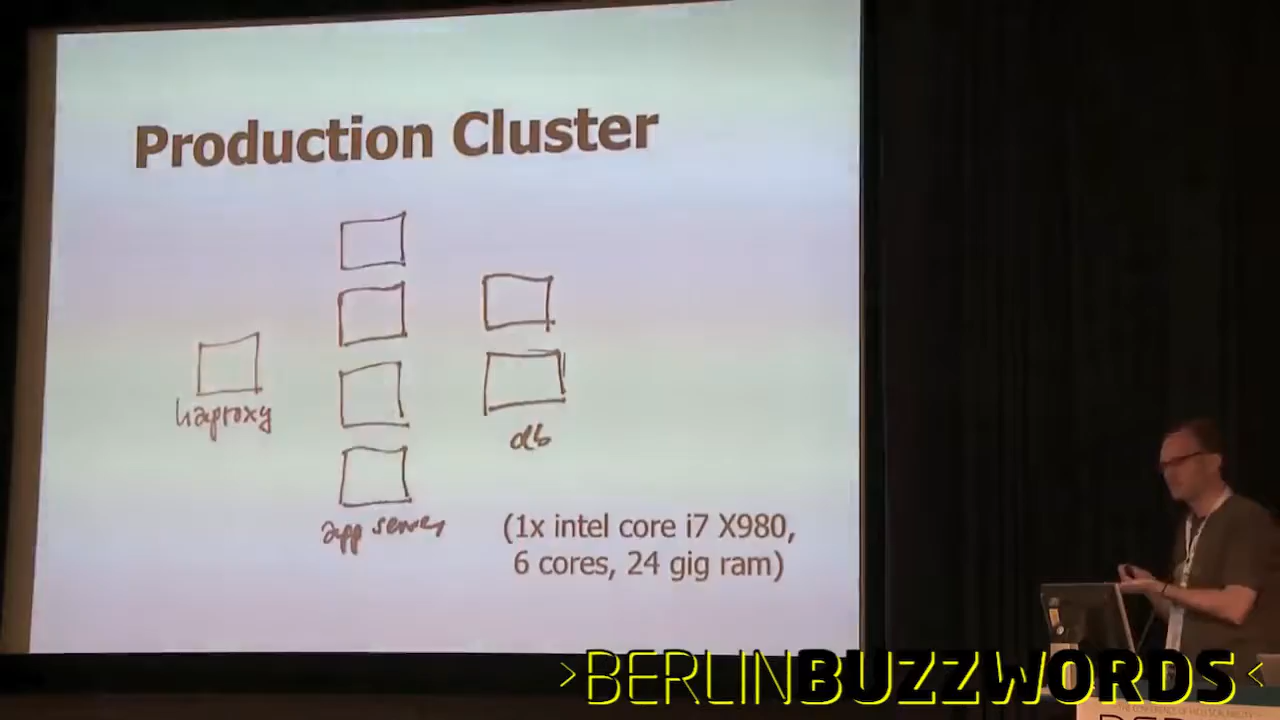 Production Cluster
haproxy
app server
db
(1x intel core i7 X980,
6 cores, 24 gig ram)
>BERLINBUZZWORDS<